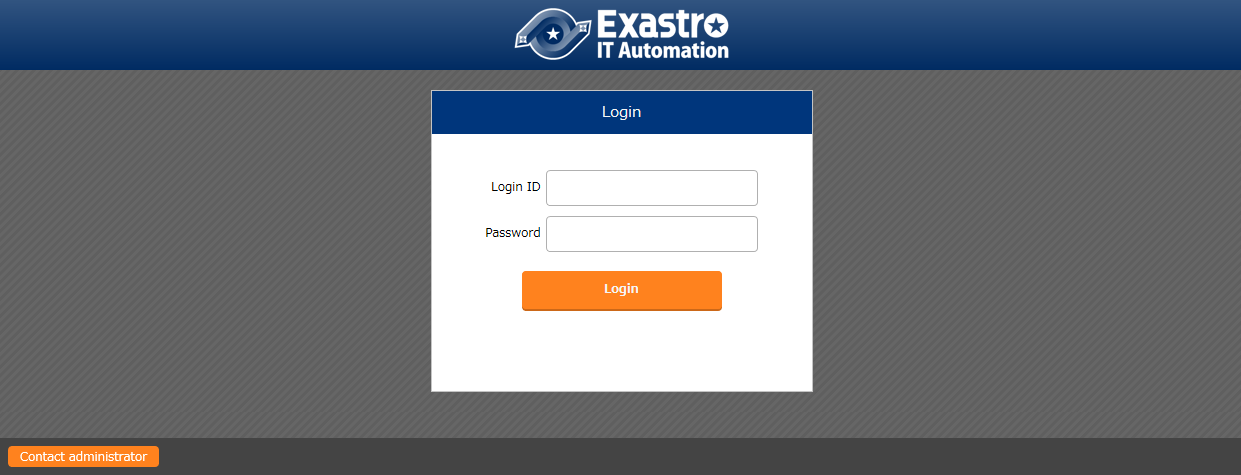 Exastro
IT Automation
Login
Login ID
Password
Login
Contact administrator